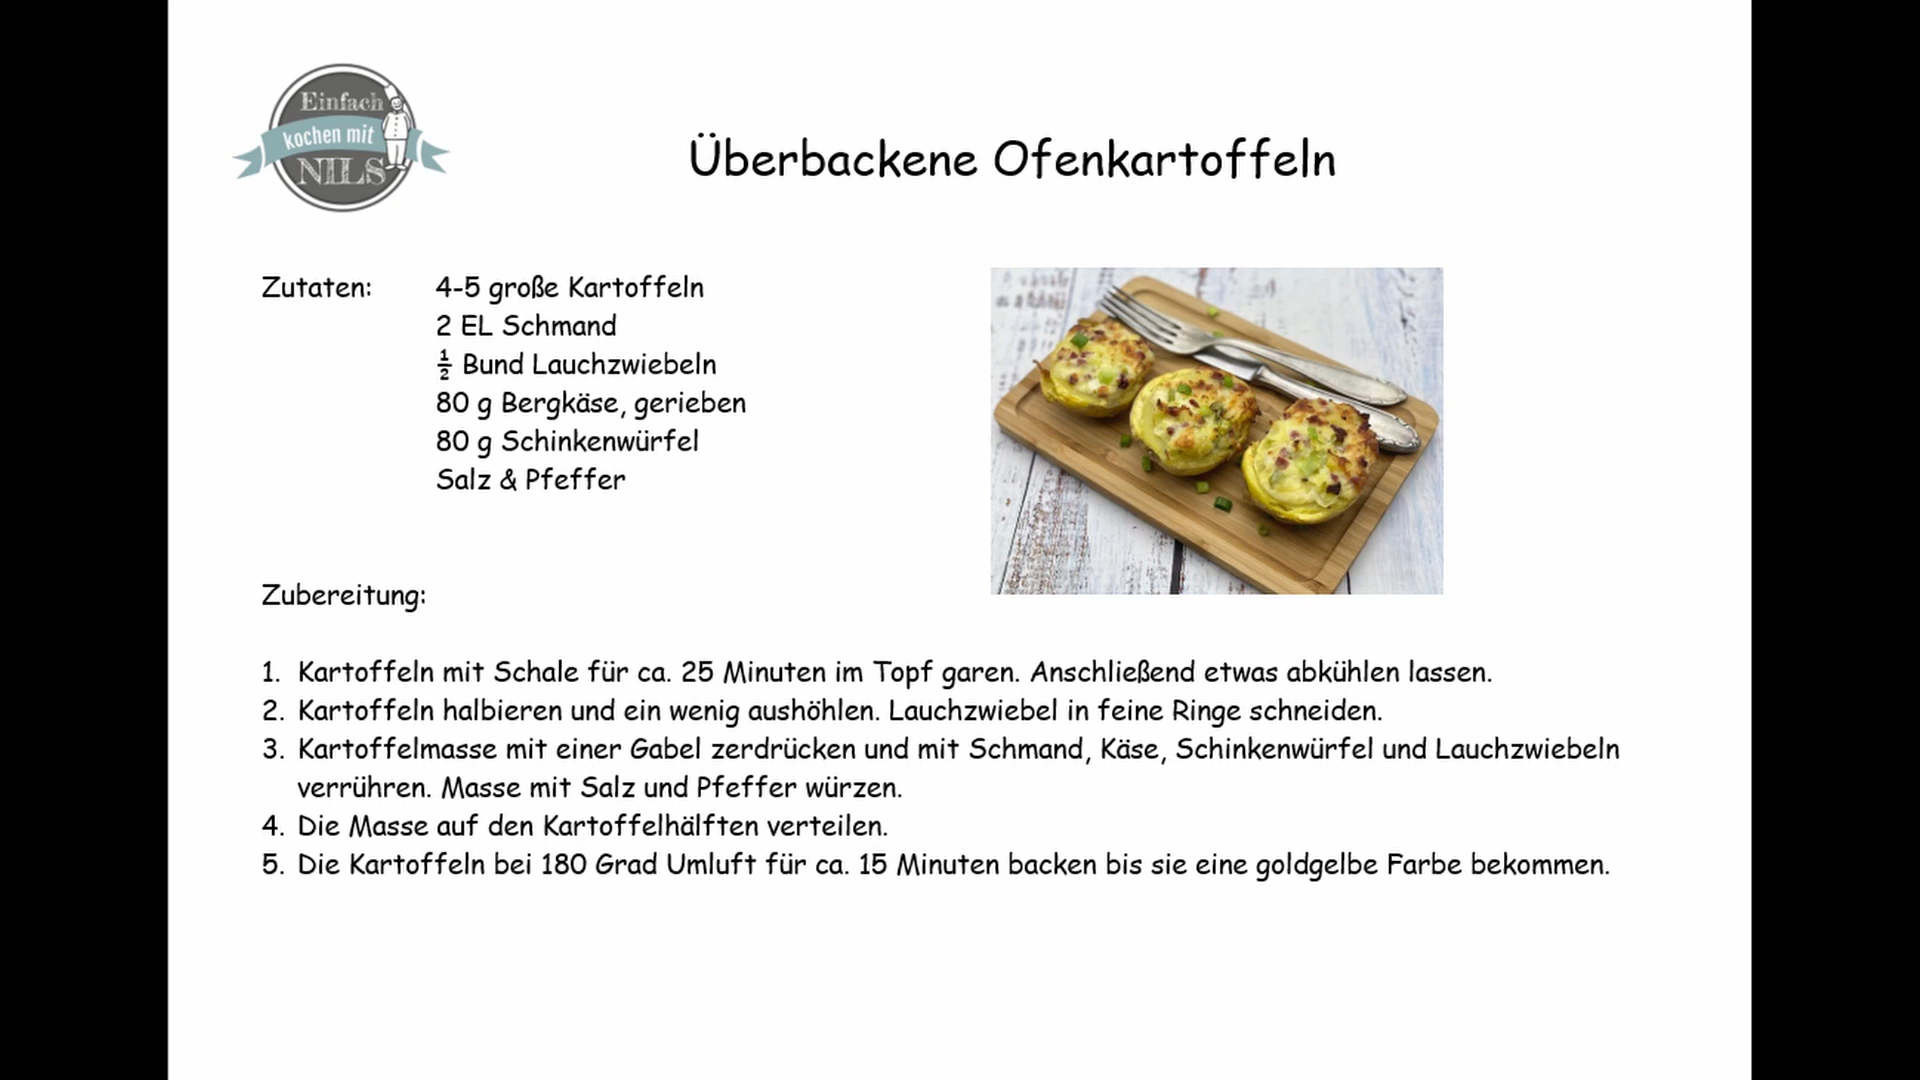 Einfach
kochen mit
NILS
Überbackene Ofenkartoffeln
Zutaten:
4-5 große Kartoffeln
2 EL Schmand
½ Bund Lauchzwiebeln
80 g Bergkäse, gerieben
80 g Schinkenwürfel
Salz & Pfeffer
Zubereitung:
1. Kartoffeln mit Schale für ca. 25 Minuten im Topf garen. Anschließend etwas abkühlen lassen.
2. Kartoffeln halbieren und ein wenig aushöhlen. Lauchzwiebel in feine Ringe schneiden.
3. Kartoffelmasse mit einer Gabel zerdrücken und mit Schmand, Käse, Schinkenwürfel und Lauchzwiebeln
verrühren. Masse mit Salz und Pfeffer würzen.
4. Die Masse auf den Kartoffelhälften verteilen.
5. Die Kartoffeln bei 180 Grad Umluft für ca. 15 Minuten backen bis sie eine goldgelbe Farbe bekommen.